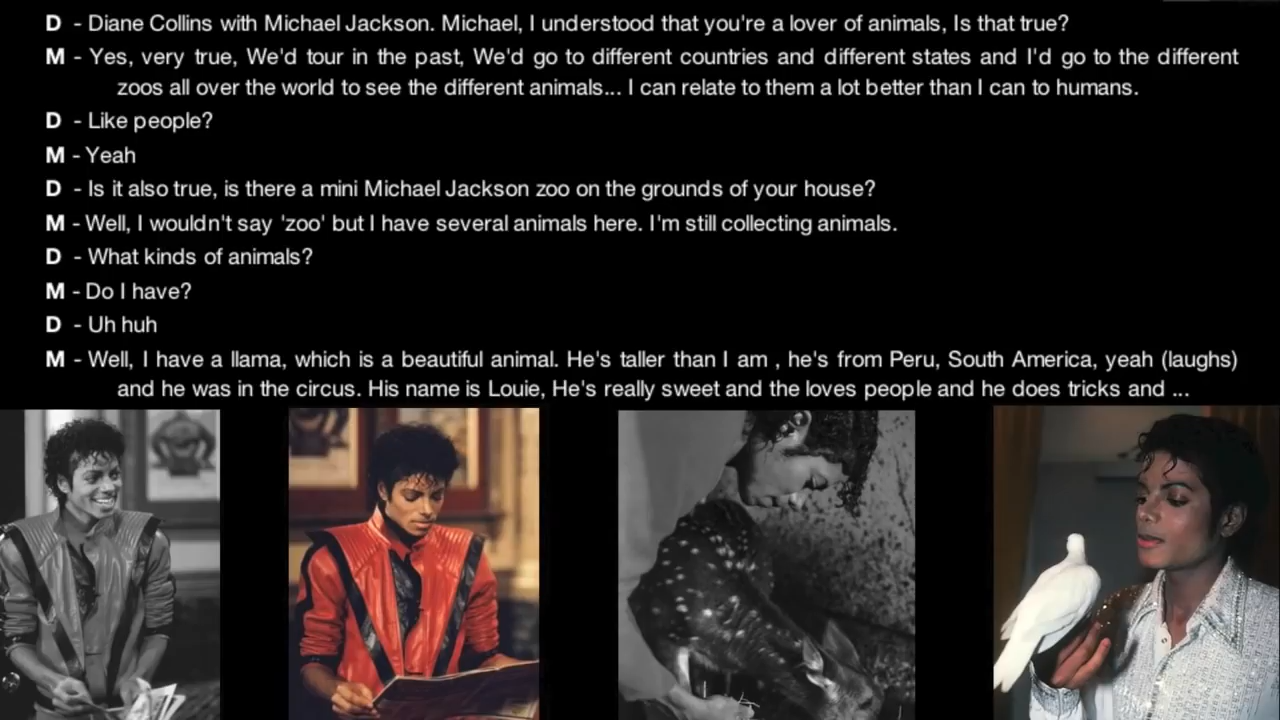 D - Diane Collins with Michael Jackson. Michael, I understood that you're a lover of animals, Is that true?
M - Yes, very true, We'd tour in the past, We'd go to different countries and different states and I'd go to the different
zoos all over the world to see the different animals... I can relate to them a lot better than I can to humans.
D - Like people?
M - Yeah
D - Is it also true, is there a mini Michael Jackson zoo on the grounds of your house?
M - Well, I wouldn't say 'zoo' but I have several animals here. I'm still collecting animals.
D - What kinds of animals?
M - Do I have?
D - Uh huh
M - Well, I have a llama, which is a beautiful animal. He's taller than I am , he's from Peru, South America, yeah (laughs)
and he was in the circus. His name is Louie, He's really sweet and the loves people and he does tricks and ...